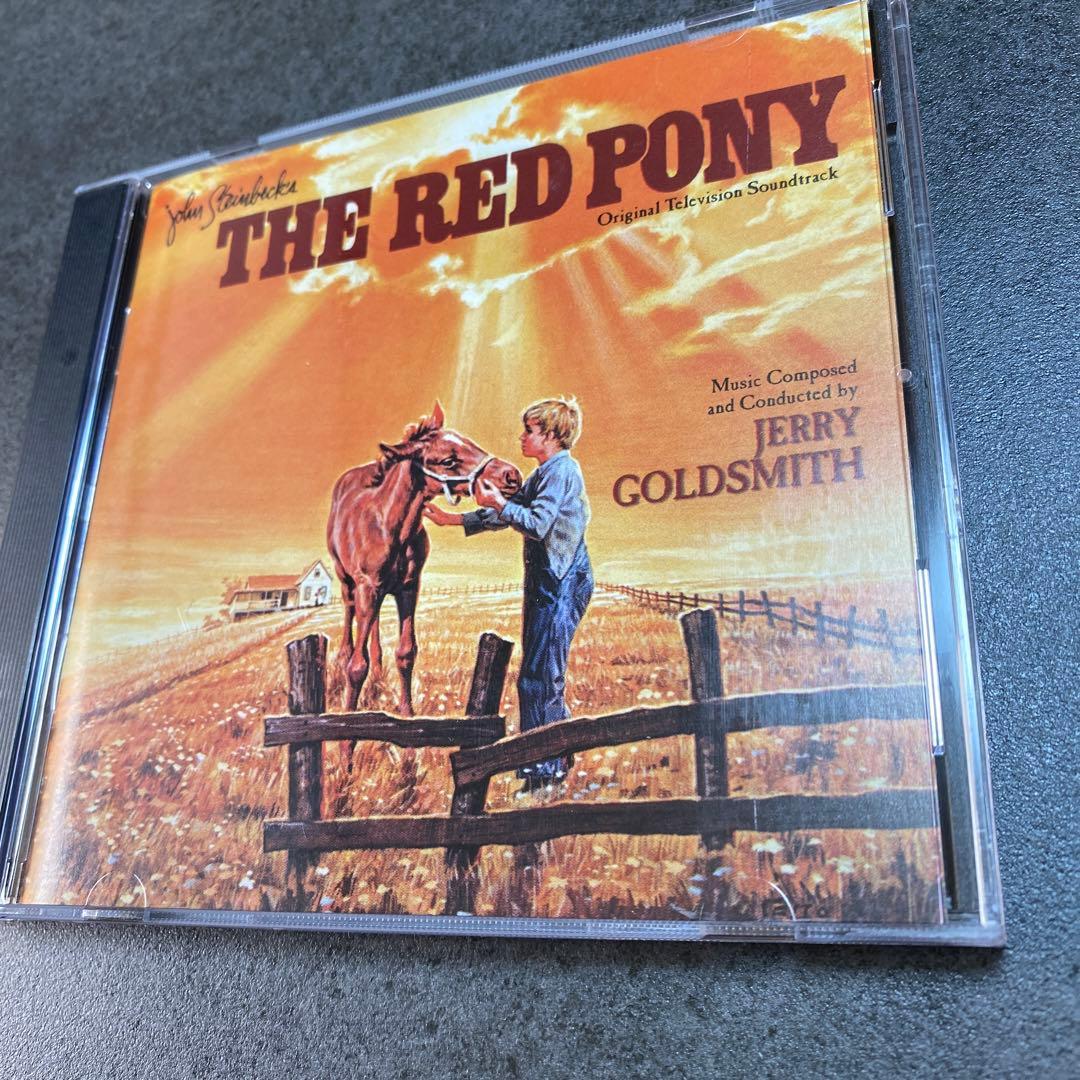 John Steinbeck's
THE RED PONY
Original Television Soundtrack
Music Composed
and Conducted by
JERRY
GOLDSMITH